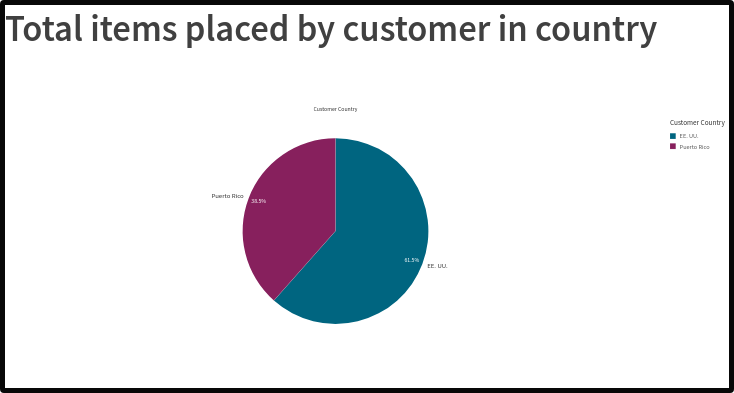 Total items placed by customer in country
Customer Country
Customer Country
EE. UU.
Puerto Rico
Puerto Rico
38.5%
61.5%
EE. UU.